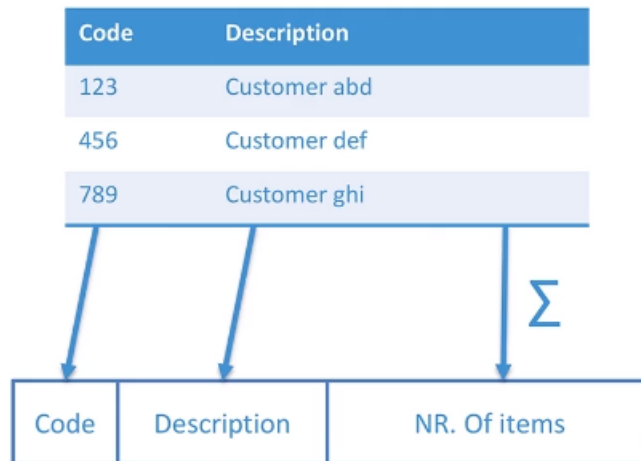 Code Description
123 Customer abd
456 Customer def
789 Customer ghi
Σ
Code Description NR. Of items